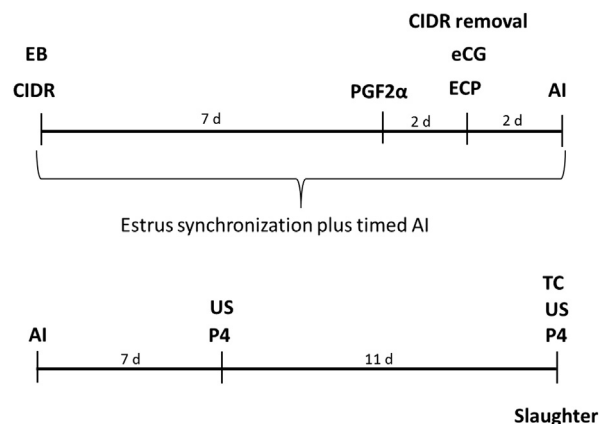 CIDR removal
EB
eCG
CIDR
PGF2α
ECP
AI
7 d
2 d
2 d
Estrus synchronization plus timed AI
TC
US
US
AI
P4
P4
7 d
11 d
Slaughter